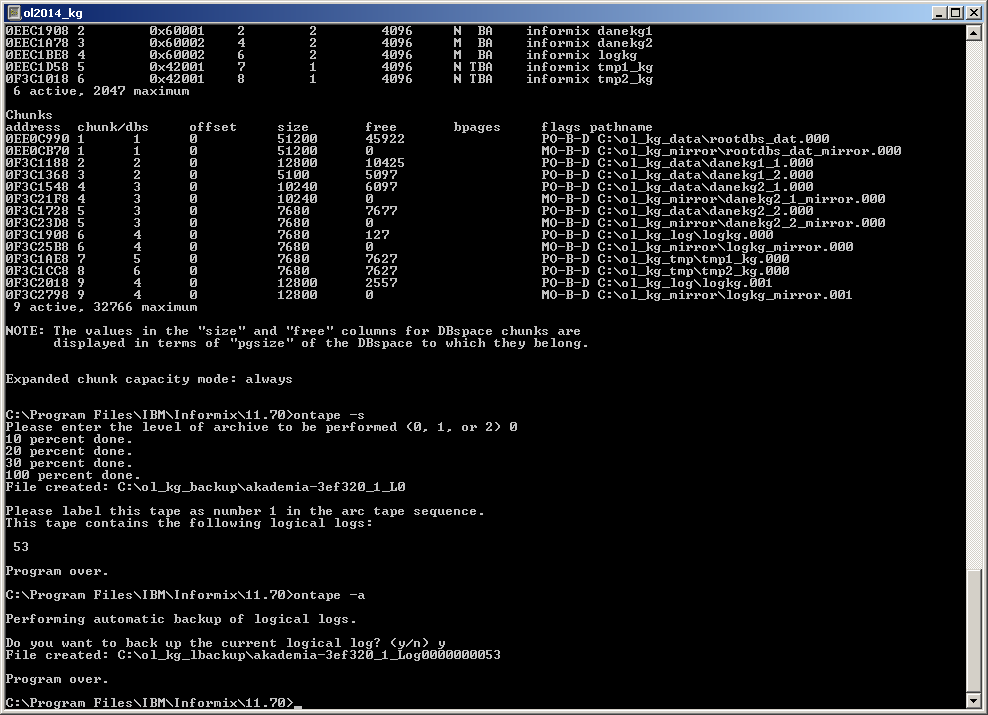 ol2014_kg
0EEC1908 2        0x60001    2        2        4096     N  BA    informix danekg1
0EEC1A78 3        0x60002    4        2        4096     M  BA    informix danekg2
0EEC1BE8 4        0x60002    6        2        4096     M  BA    informix logkg
0EEC1D58 5        0x42001    7        1        4096     N TBA    informix tmp1_kg
0F3C1018 6        0x42001    8        1        4096     N TBA    informix tmp2_kg
 6 active, 2047 maximum
Chunks
address  chunk/dbs     offset     size       free       bpages     flags pathname
0EE0C990 1      1      0          51200      45922                 PO-B-D C:\ol_kg_data\rootdbs_dat.000
0EE0CB70 1      1      0          51200      0                     MO-B-D C:\ol_kg_mirror\rootdbs_dat_mirror.000
0F3C1188 2      2      0          12800      10425                 PO-B-D C:\ol_kg_data\danekg1_1.000
0F3C1368 3      2      0          5100       5097                  PO-B-D C:\ol_kg_data\danekg1_2.000
0F3C1548 4      3      0          10240      6097                  PO-B-D C:\ol_kg_data\danekg2_1.000
0F3C21F8 4      3      0          10240      0                     MO-B-D C:\ol_kg_mirror\danekg2_1_mirror.000
0F3C1728 5      3      0          7680       7677                  PO-B-D C:\ol_kg_data\danekg2_2.000
0F3C23D8 5      3      0          7680       0                     MO-B-D C:\ol_kg_mirror\danekg2_2_mirror.000
0F3C1908 6      4      0          7680       127                   PO-B-D C:\ol_kg_log\logkg.000
0F3C25B8 6      4      0          7680       0                     MO-B-D C:\ol_kg_mirror\logkg_mirror.000
0F3C1AE8 7      5      0          7680       7627                  PO-B-D C:\ol_kg_tmp\tmp1_kg.000
0F3C1CC8 8      6      0          7680       7627                  PO-B-D C:\ol_kg_tmp\tmp2_kg.000
0F3C2018 9      4      0          12800      2557                  PO-B-D C:\ol_kg_log\logkg.001
0F3C2798 9      4      0          12800      0                     MO-B-D C:\ol_kg_mirror\logkg_mirror.001
 9 active, 32766 maximum
NOTE: The values in the "size" and "free" columns for DBspace chunks are
      displayed in terms of "pgsize" of the DBspace to which they belong.
Expanded chunk capacity mode: always
C:\Program Files\IBM\Informix\11.70>ontape -s
Please enter the level of archive to be performed (0, 1, or 2) 0
10 percent done.
20 percent done.
30 percent done.
100 percent done.
File created: C:\ol_kg_backup\akademia-3ef320_1_L0
Please label this tape as number 1 in the arc tape sequence.
This tape contains the following logical logs:
 53
Program over.
C:\Program Files\IBM\Informix\11.70>ontape -a
Performing automatic backup of logical logs.
Do you want to back up the current logical log? (y/n) y
File created: C:\ol_kg_lbackup\akademia-3ef320_1_Log0000000053
Program over.
C:\Program Files\IBM\Informix\11.70>_